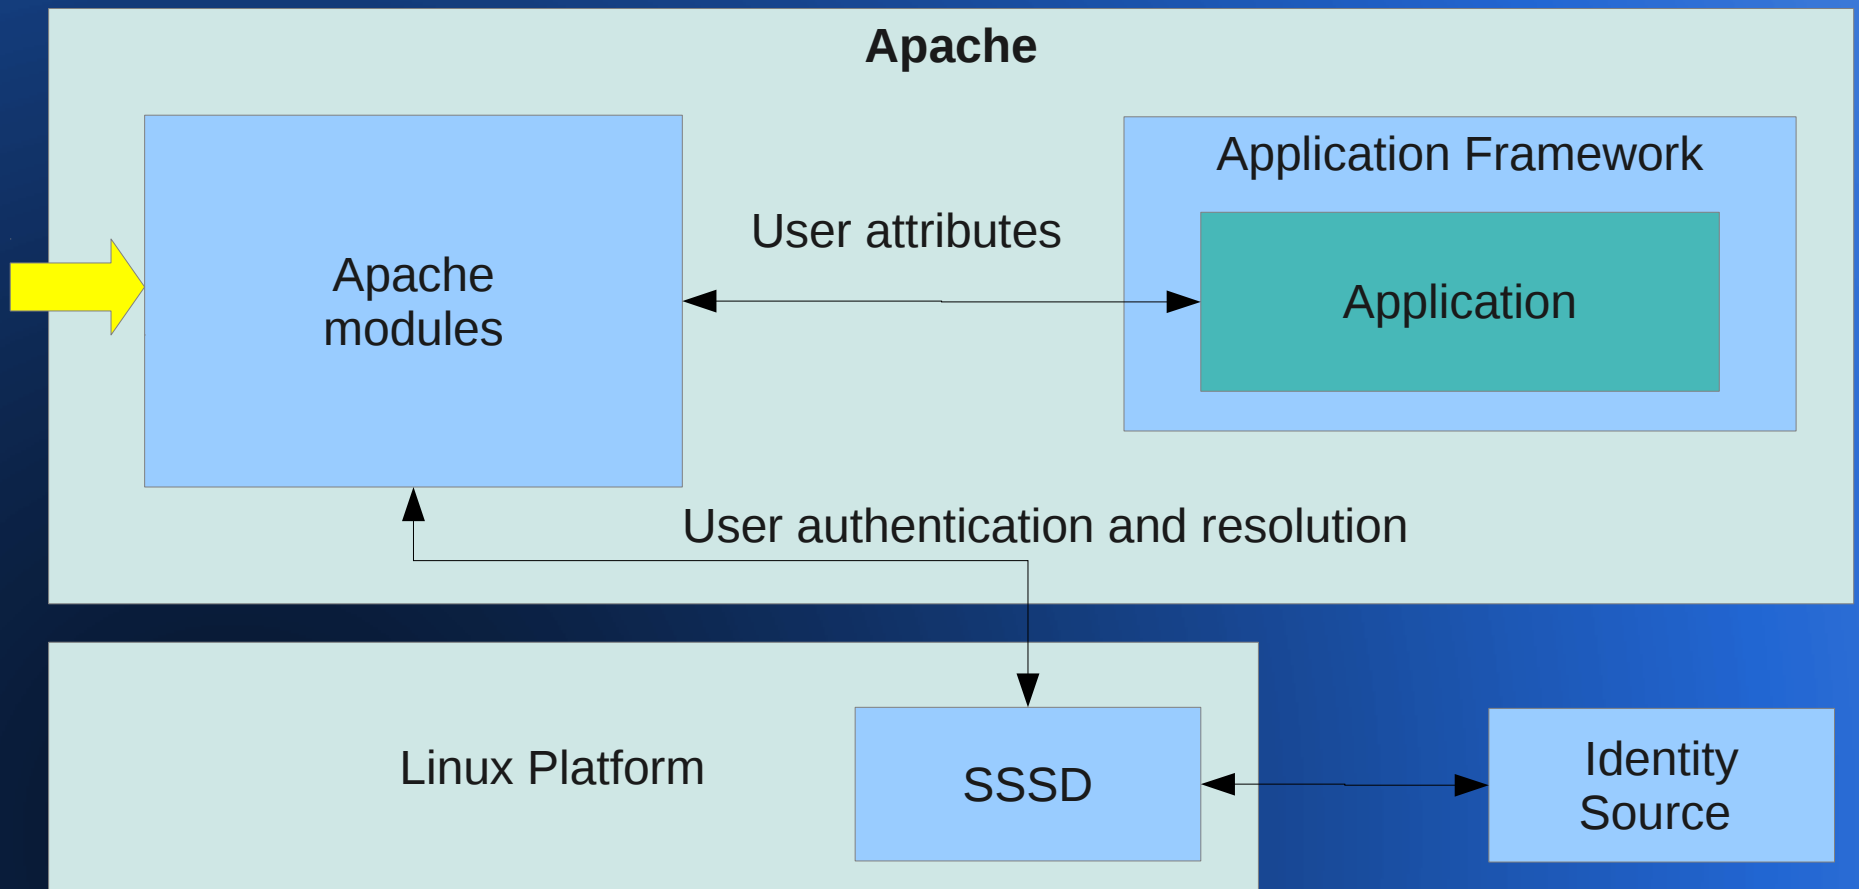 Apache
Application Framework
User attributes
Apache
modules
Application
User authentication and resolution
Linux Platform
SSSD
Identity
Source